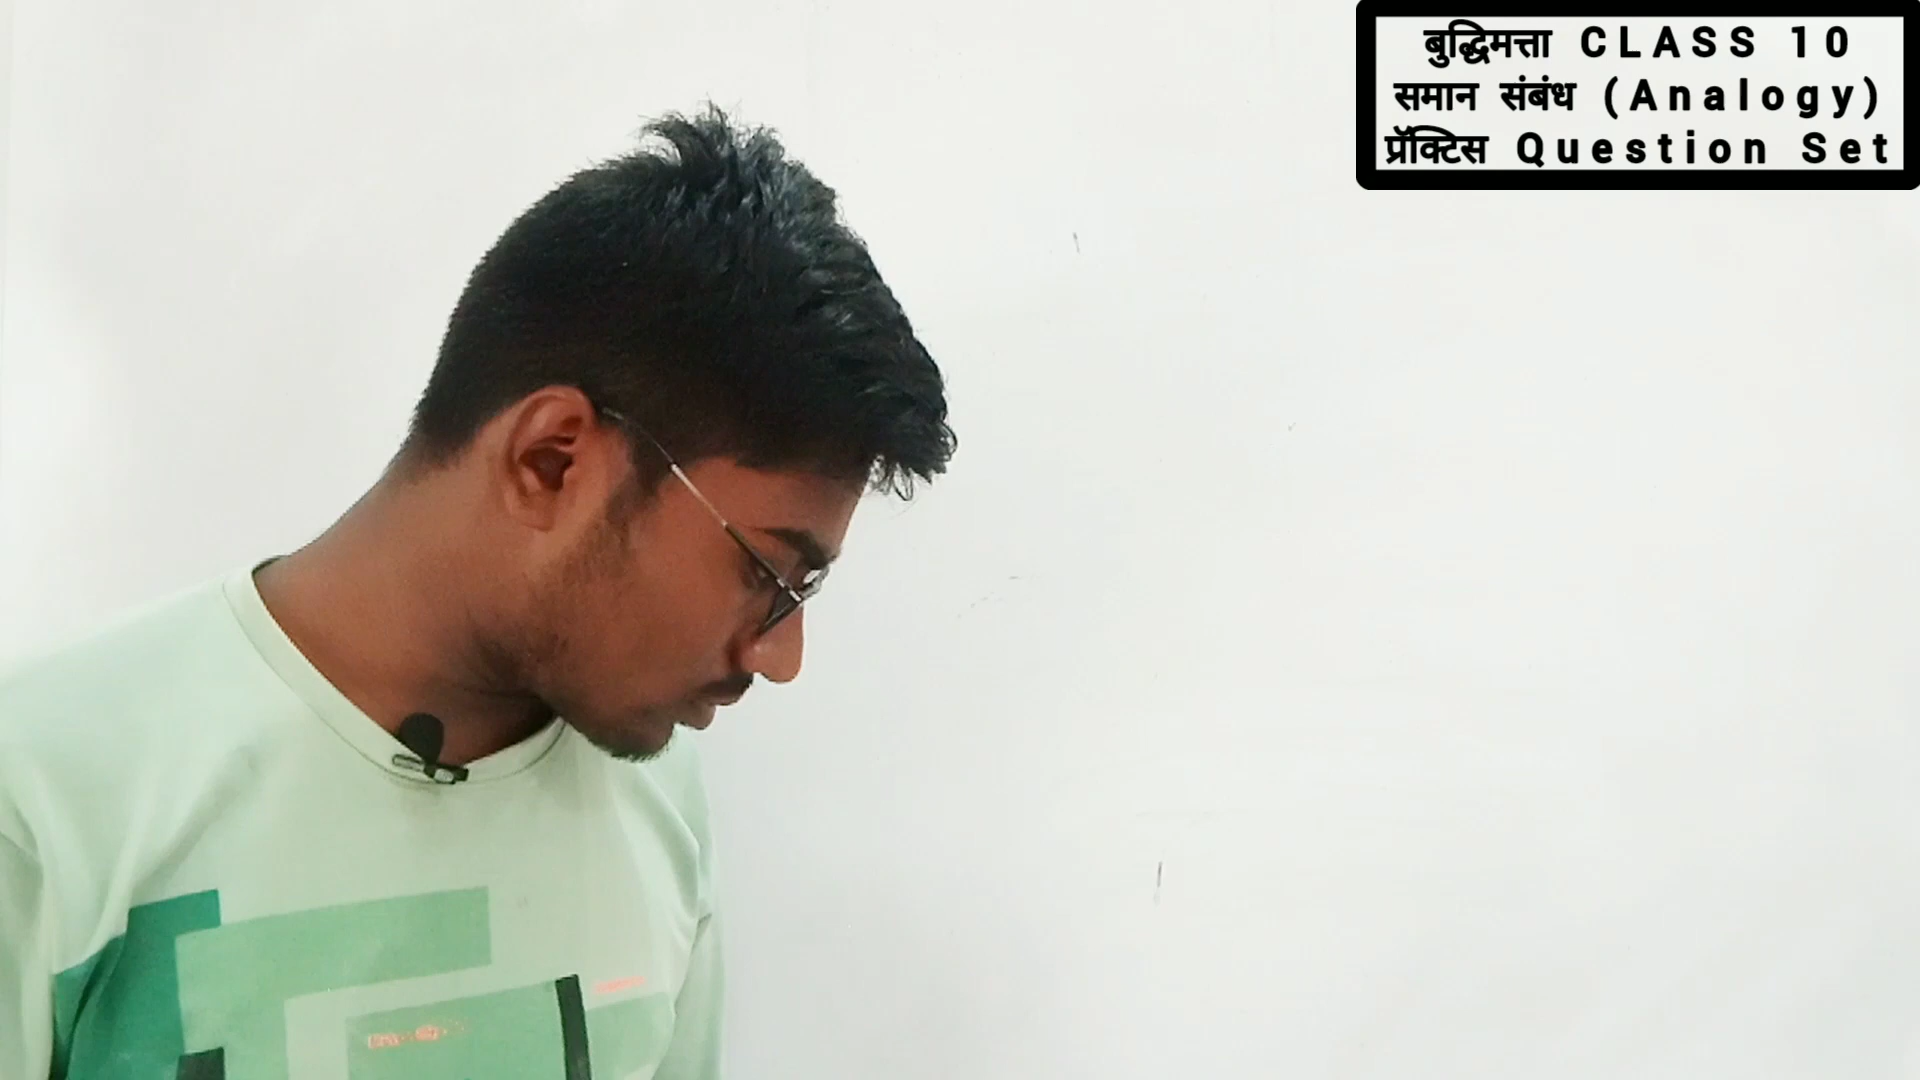 बुद्धिमत्ता CLASS 10
समान संबंध (Analogy)
प्रॅक्टिस Question Set